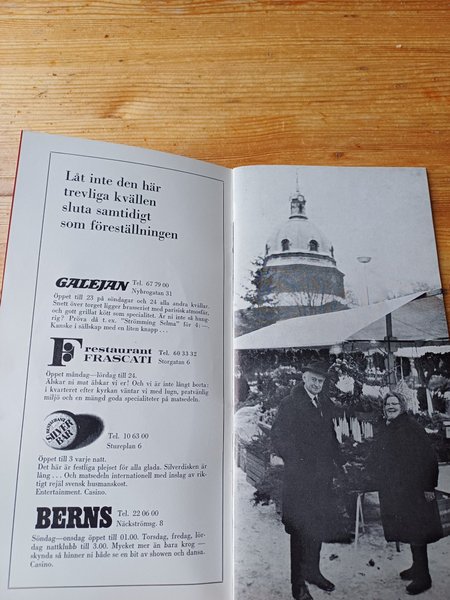 Låt inte den här
trevliga kvällen
sluta samtidigt
som föreställningen
GALEJAN Tel. 67 79 00
Nybrogatan 31
Öppet till 23 på söndagar och 24 alla andra kvällar.
Snett över torget ligger brasseriet med parisisk atmosfär,
och gott grillat kött som specialitet. Är ni inte så hung-
rig? Pröva då t. ex. "Strömming Selma" för 4: —.
Kanske i sällskap med en liten knapp . . .
F restaurant
FRASCATI
Tel. 60 33 32
Storgatan 6
Öppet måndag—lördag till 24.
Älskar ni mat älskar vi er! Och vi är inte långt borta:
i kvarteret efter kyrkan väntar vi med lugn, pratvänlig
miljö och en mängd goda specialiteter på matsedeln.
RESTAURANG
SILVER
BAR
Tel. 10 63 00
Stureplan 6
Öppet till 3 varje natt.
Det här är festliga plejset för alla glada. Silverdisken är
lång . . . Och matsedeln internationell med inslag av rik-
tigt rejäl svensk husmanskost.
Entertainment. Casino.
BERNS Tel. 22 06 00
Näckströmsg. 8
Söndag—onsdag öppet till 01.00. Torsdag, fredag, lör-
dag nattklubb till 3.00. Mycket mer än bara krog —
skynda så hinner ni både se en bit av showen och dansa.
Casino.